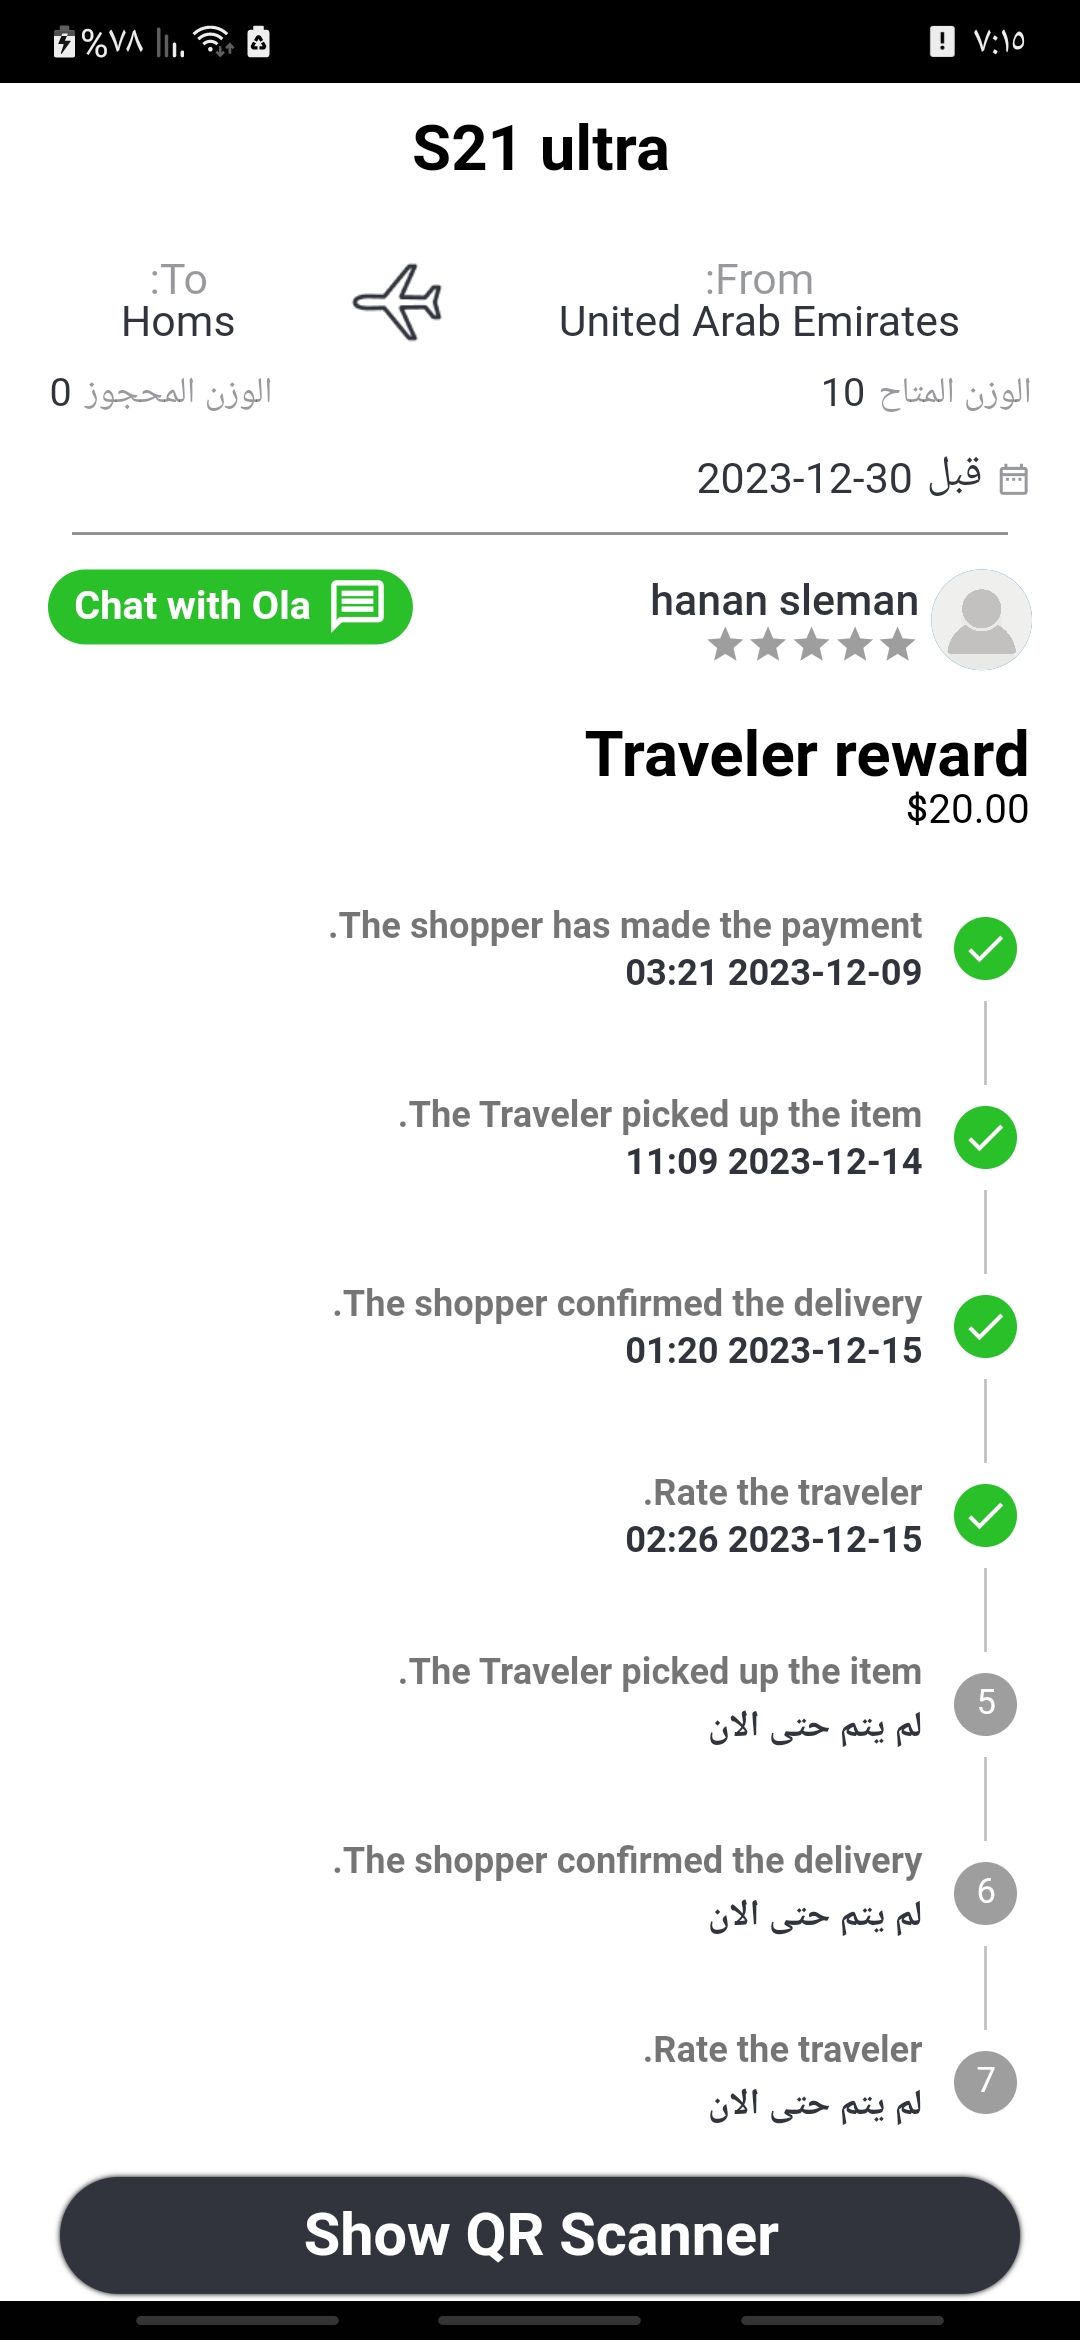 %٧٨ ٧:١٥
S21 ultra
:From :To
United Arab Emirates Homs
الوزن المتاح 10 الوزن المحجوز 0
قبل 2023-12-30
hanan sleman Chat with Ola
Traveler reward
$20.00
.The shopper has made the payment
03:21 2023-12-09
.The Traveler picked up the item
11:09 2023-12-14
.The shopper confirmed the delivery
01:20 2023-12-15
.Rate the traveler
02:26 2023-12-15
.The Traveler picked up the item
5
لم يتم حتى الان
.The shopper confirmed the delivery
6
لم يتم حتى الان
.Rate the traveler
7
لم يتم حتى الان
Show QR Scanner